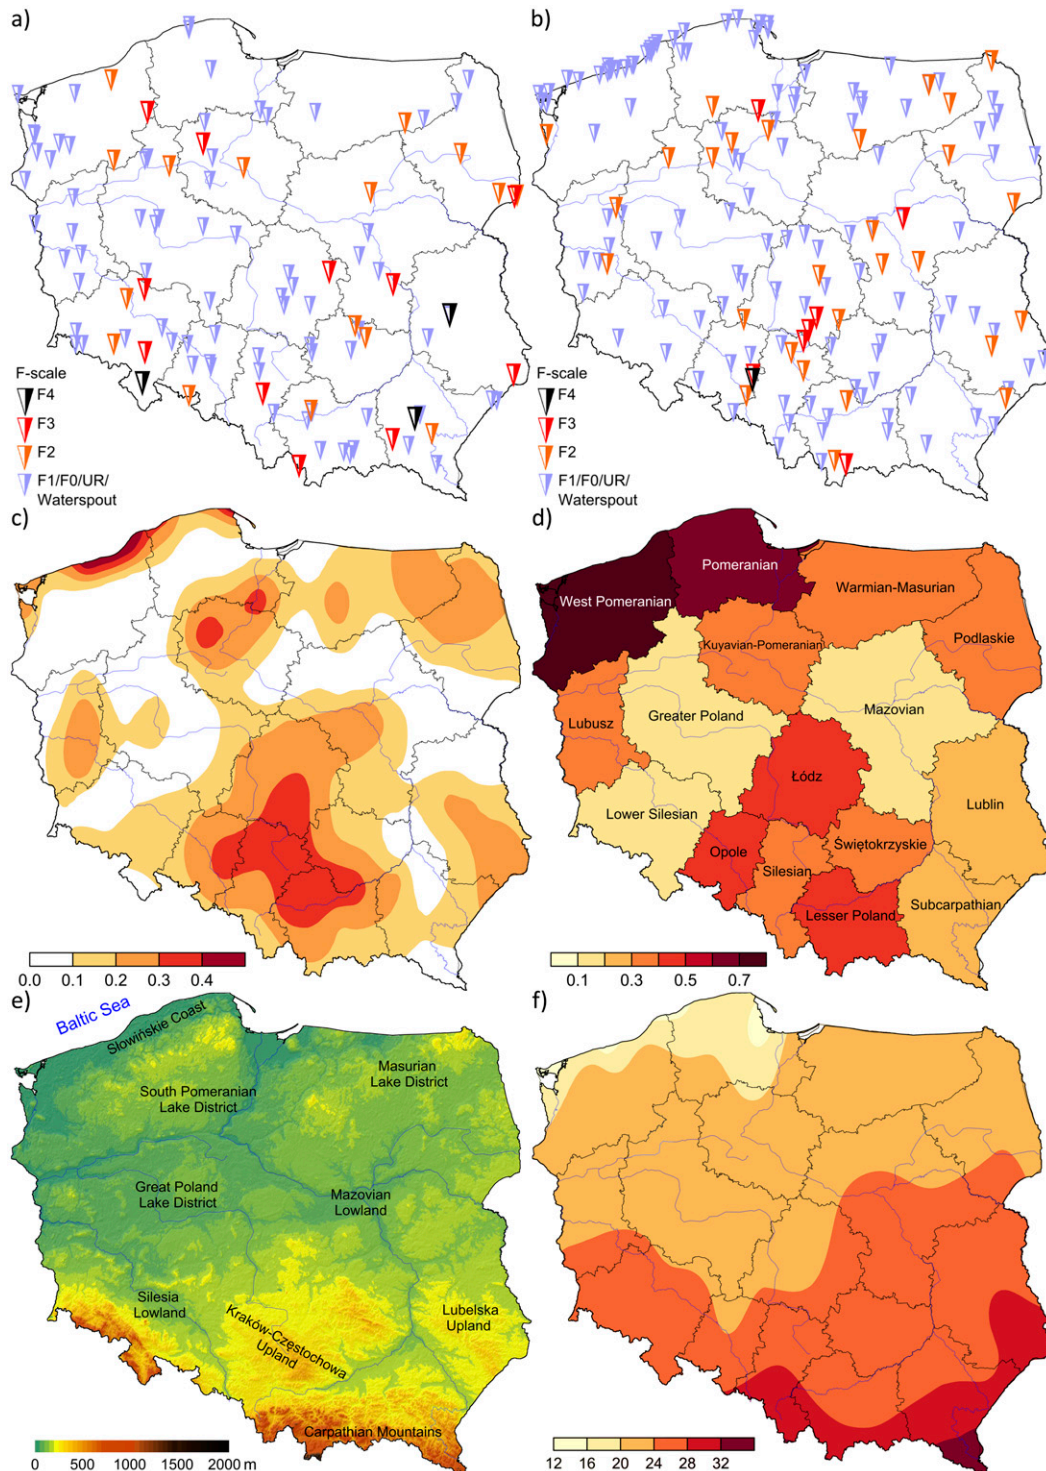 a)
F-scale
F4
F3
F2
F1/F0/UR/
Waterspout
b)
F-scale
F4
F3
F2
F1/F0/UR/
Waterspout
c)
0.0 0.1 0.2 0.3 0.4
d)
Pomeranian
West Pomeranian
Warmian-Masurian
Podlaskie
Kuyavian-Pomeranian
Lubusz
Greater Poland
Mazovian
Łódz
Lower Silesian
Lublin
Opole
Świętokrzyskie
Silesian
Lesser Poland
Subcarpathian
0.1 0.3 0.5 0.7
e)
Baltic Sea
Słowińskie Coast
Masurian
Lake District
South Pomeranian
Lake District
Great Poland
Lake District
Mazovian
Lowland
Silesia
Lowland
Kraków-Częstochowa
Upland
Lubelska
Upland
Carpathian Mountains
0 500 1000 1500 2000 m
f)
12 16 20 24 28 32